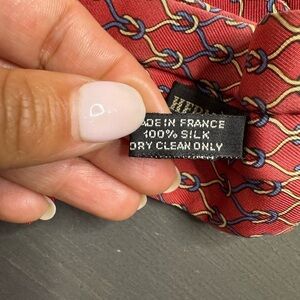 ADE IN FRANCE
100% SILK
DRY CLEAN ONLY